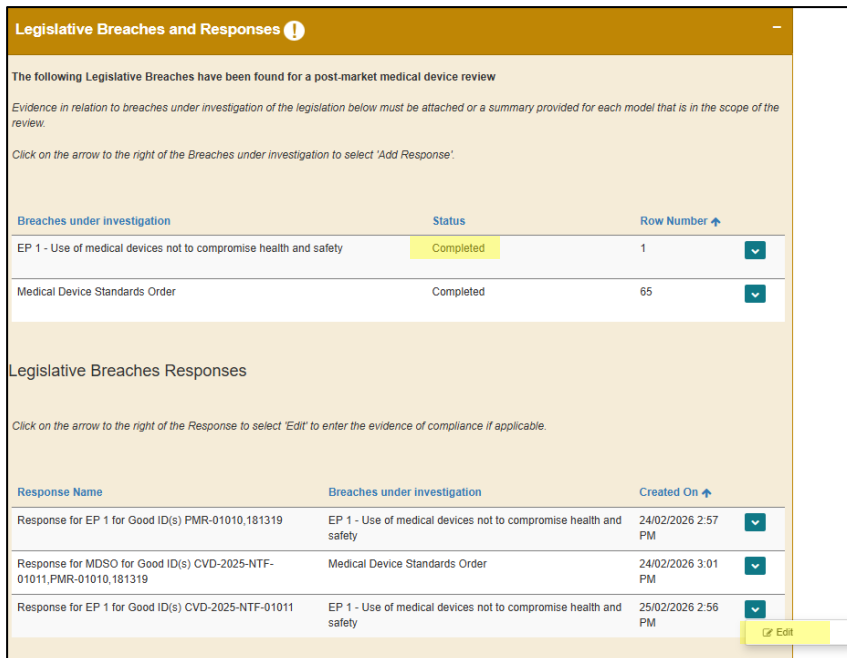 Legislative Breaches and Responses !
The following Legislative Breaches have been found for a post-market medical device review
Evidence in relation to breaches under investigation of the legislation below must be attached or a summary provided for each model that is in the scope of the
review.
Click on the arrow to the right of the Breaches under investigation to select 'Add Response'.
Breaches under investigation Status Row Number
EP 1 - Use of medical devices not to compromise health and safety Completed 1
Medical Device Standards Order Completed 65
Legislative Breaches Responses
Click on the arrow to the right of the Response to select 'Edit' to enter the evidence of compliance if applicable.
Response Name Breaches under investigation Created On
Response for EP 1 for Good ID(s) PMR-01010,181319 EP 1 - Use of medical devices not to compromise health and 24/02/2026 2:57
safety PM
Response for MDSO for Good ID(s) CVD-2025-NTF- Medical Device Standards Order 24/02/2026 3:01
01011,PMR-01010,181319 PM
Response for EP 1 for Good ID(s) CVD-2025-NTF-01011 EP 1 - Use of medical devices not to compromise health and 25/02/2026 2:56
safety PM
Edit